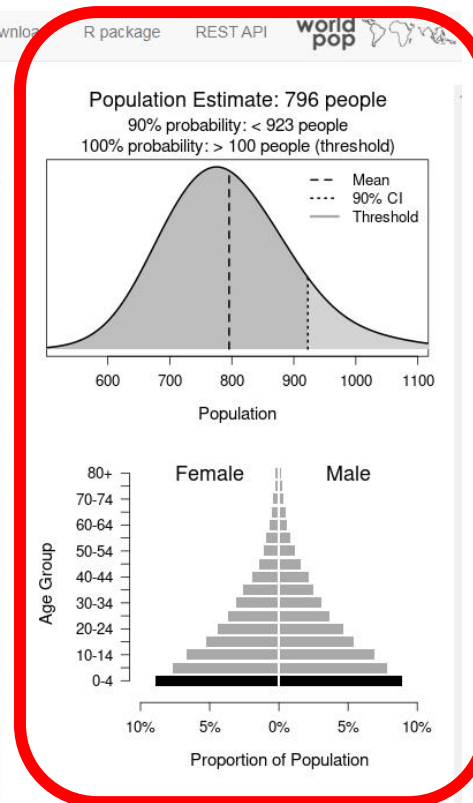 R package
REST API
world
pop
Population Estimate: 796 people
90% probability: < 923 people
100% probability: > 100 people (threshold)
Mean
90% CI
Threshold
600 700 800 900 1000 1100
Population
Female Male
80+
70-74
60-64
50-54
40-44
30-34
20-24
10-14
0-4
Age Group
10% 5% 0% 5% 10%
Proportion of Population